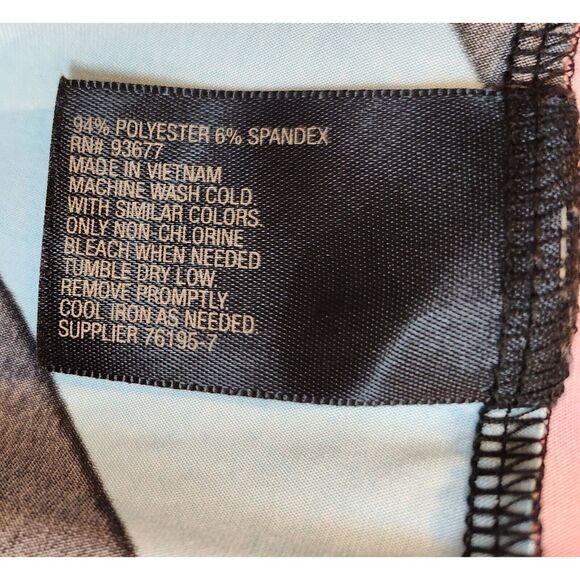 94% POLYESTER 6% SPANDEX
RN# 93677
MADE IN VIETNAM
MACHINE WASH COLD.
WITH SIMILAR COLORS.
ONLY NON-CHLORINE
BLEACH WHEN NEEDED
TUMBLE DRY LOW.
REMOVE PROMPTLY.
COOL IRON AS NEEDED.
SUPPLIER 76195-7